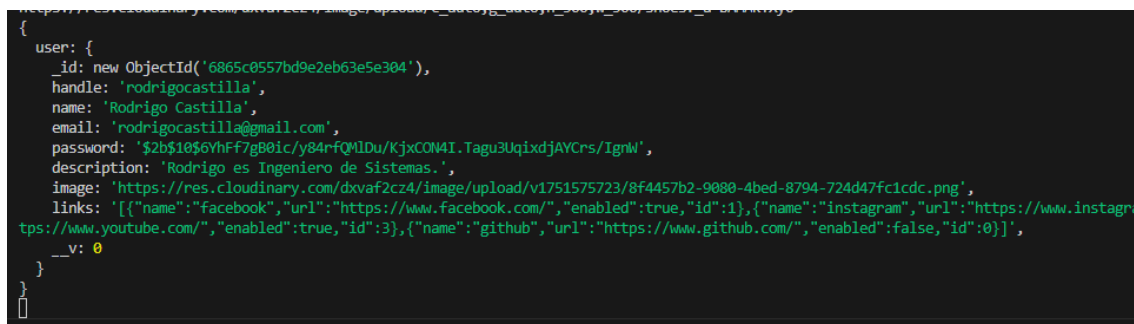 {
user: {
_id: new ObjectId('6865c0557bd9e2eb63e5e304'),
handle: 'rodrigocastilla',
name: 'Rodrigo Castilla',
email: 'rodrigocastilla@gmail.com',
password: '$2b$10$6YhFf7gB0ic/y84rfQMlDu/KjxCON4I.Tagu3UqixdjAYCrs/IgnW',
description: 'Rodrigo es Ingeniero de Sistemas.',
image: 'https://res.cloudinary.com/dxvaf2cz4/image/upload/v1751575723/8f4457b2-9080-4bed-8794-724d47fc1cdc.png',
links: '[{"name":"facebook","url":"https://www.facebook.com/","enabled":true,"id":1},{"name":"instagram","url":"https://www.instagra
tps://www.youtube.com/","enabled":true,"id":3},{"name":"github","url":"https://www.github.com/","enabled":false,"id":0}]',
__v: 0
}
}